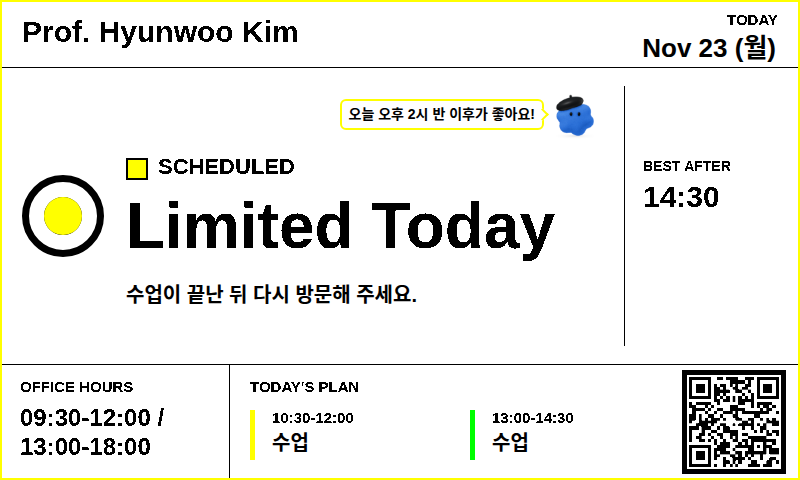 Prof. Hyunwoo Kim
TODAY
Nov 23 (월)
오늘 오후 2시 반 이후가 좋아요!
SCHEDULED
Limited Today
수업이 끝난 뒤 다시 방문해 주세요.
BEST AFTER
14:30
OFFICE HOURS
09:30-12:00 /
13:00-18:00
TODAY'S PLAN
10:30-12:00
수업
13:00-14:30
수업